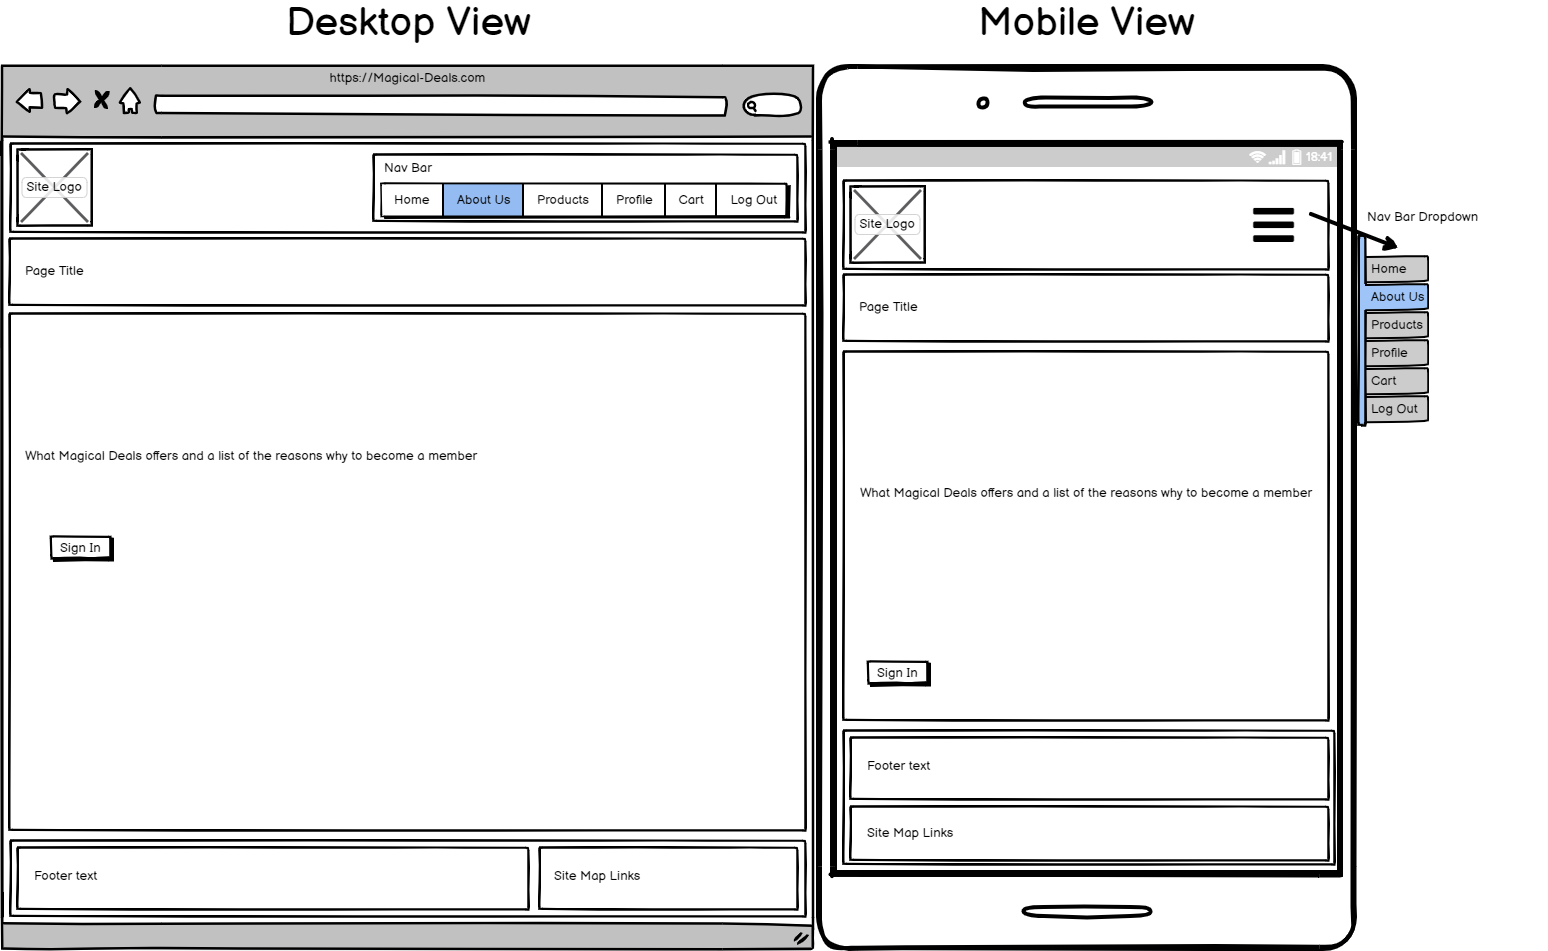 Desktop View
https://Magical-Deals.com
Site Logo
Nav Bar
Home About Us Products Profile Cart Log Out
Page Title
What Magical Deals offers and a list of the reasons why to become a member
Sign In
Footer text
Site Map Links
Mobile View
18:41
Site Logo
Nav Bar Dropdown
Home
About Us
Products
Profile
Cart
Log Out
Page Title
What Magical Deals offers and a list of the reasons why to become a member
Sign In
Footer text
Site Map Links